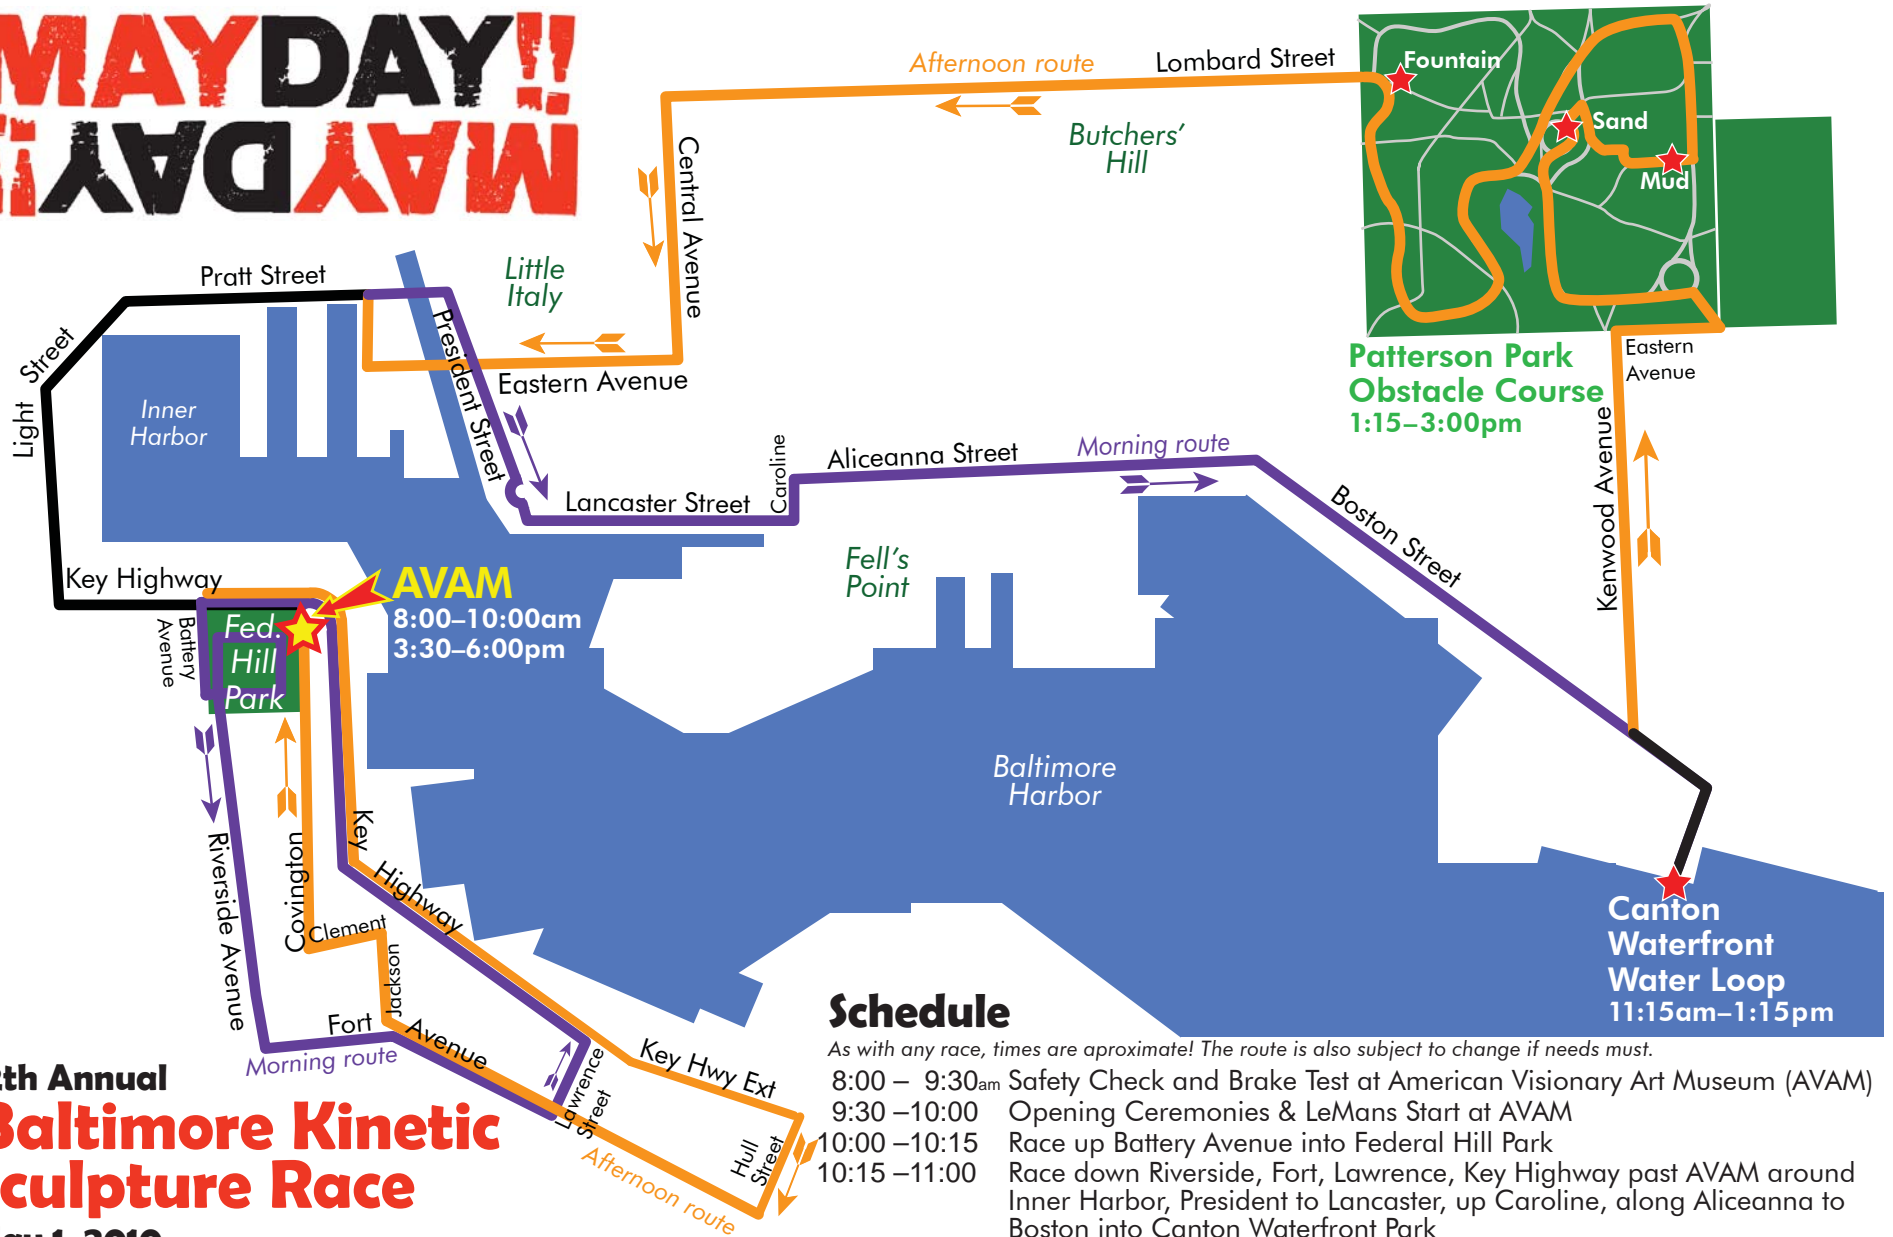 MAYDAY!!
MAYDAY!!
Afternoon route
Lombard Street
Fountain
Sand
Mud
Butchers'
Hill
Central Avenue
Little
Italy
Pratt Street
President Street
Eastern Avenue
Light Street
Inner
Harbor
Patterson Park
Obstacle Course
1:15–3:00pm
Eastern
Avenue
Kenwood Avenue
Lancaster Street
Caroline
Aliceanna Street
Morning route
Boston Street
Fell's
Point
Key Highway
AVAM
8:00–10:00am
3:30–6:00pm
Battery
Avenue
Fed.
Hill
Park
Baltimore
Harbor
Riverside Avenue
Covington
Clement
Jackson
Key Highway
Fort Avenue
Morning route
Lawrence
Street
Key Hwy Ext
Hull
Street
Afternoon route
Canton
Waterfront
Water Loop
11:15am–1:15pm
th Annual
Baltimore Kinetic
culpture Race
Schedule
As with any race, times are aproximate! The route is also subject to change if needs must.
8:00 – 9:30am Safety Check and Brake Test at American Visionary Art Museum (AVAM)
9:30 –10:00 Opening Ceremonies & LeMans Start at AVAM
10:00 –10:15 Race up Battery Avenue into Federal Hill Park
10:15 –11:00 Race down Riverside, Fort, Lawrence, Key Highway past AVAM around
Inner Harbor, President to Lancaster, up Caroline, along Aliceanna to
Boston into Canton Waterfront Park